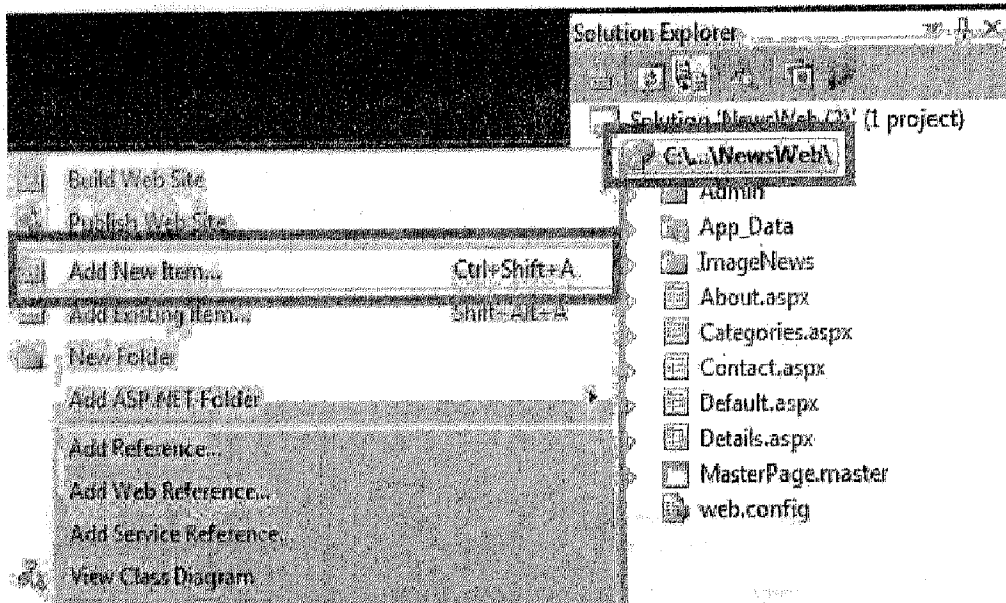 Solution Explorer
Solution 'NewsWeb (2)' (1 project)
C:\...\NewsWeb\
Admin
App_Data
ImageNews
About.aspx
Categories.aspx
Contact.aspx
Default.aspx
Details.aspx
MasterPage.master
web.config
Build Web Site
Publish Web Site
Add New Item... Ctrl+Shift+A
Add Existing Item... Shift+Alt+A
New Folder
Add ASP.NET Folder
Add Reference...
Add Web Reference...
Add Service Reference...
View Class Diagram